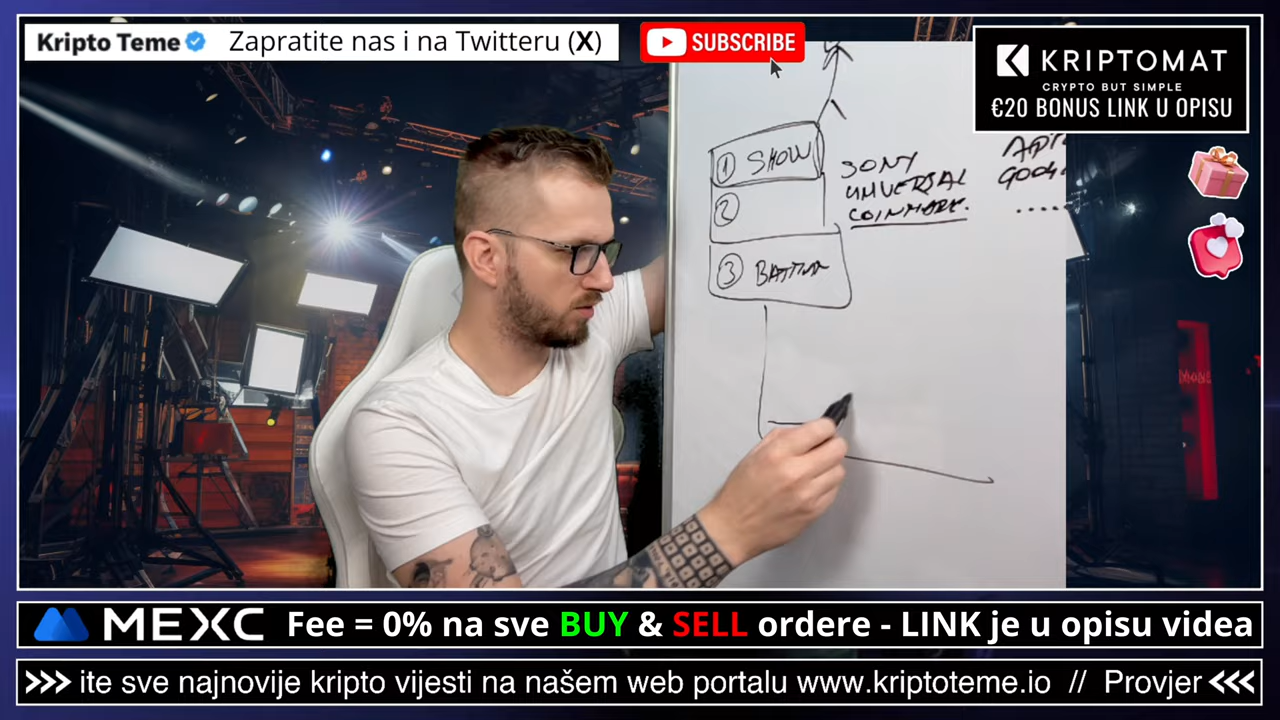 Kripto Teme
Zapratite nas i na Twitteru (X)
SUBSCRIBE
KRIPTOMAT
CRYPTO BUT SIMPLE
€20 BONUS LINK U OPISU
1 SHOW
2
3
SONY
UNIVERSAL
MEXC Fee = 0% na sve BUY & SELL ordere - LINK je u opisu videa
>>> ite sve najnovije kripto vijesti na našem web portalu www.kriptoteme.io // Provjer <<<